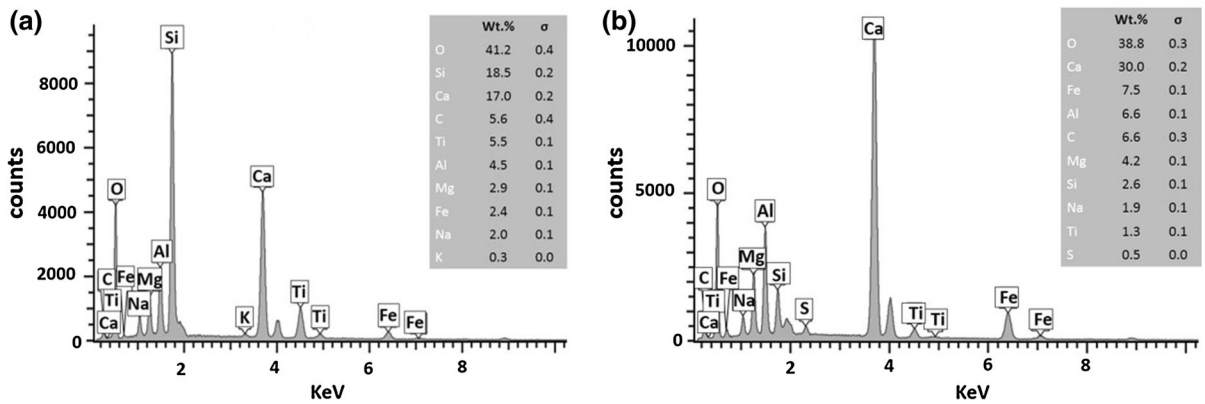 (a)
counts
8000
6000
4000
2000
0
Si
O
Ca
Al
C
Fe
Mg
Ti
Na
Ca
K
Ti
Ti
Fe
Fe
2
4
6
8
KeV
Wt.% σ
O 41.2 0.4
Si 18.5 0.2
Ca 17.0 0.2
C 5.6 0.4
Ti 5.5 0.1
Al 4.5 0.1
Mg 2.9 0.1
Fe 2.4 0.1
Na 2.0 0.1
K 0.3 0.0
(b)
counts
10000
5000
0
Ca
O
Al
Mg
C
Fe
Si
Ti
Na
Ca
S
Ti
Ti
Fe
Fe
2
4
6
8
KeV
Wt.% σ
O 38.8 0.3
Ca 30.0 0.2
Fe 7.5 0.1
Al 6.6 0.1
C 6.6 0.3
Mg 4.2 0.1
Si 2.6 0.1
Na 1.9 0.1
Ti 1.3 0.1
S 0.5 0.0